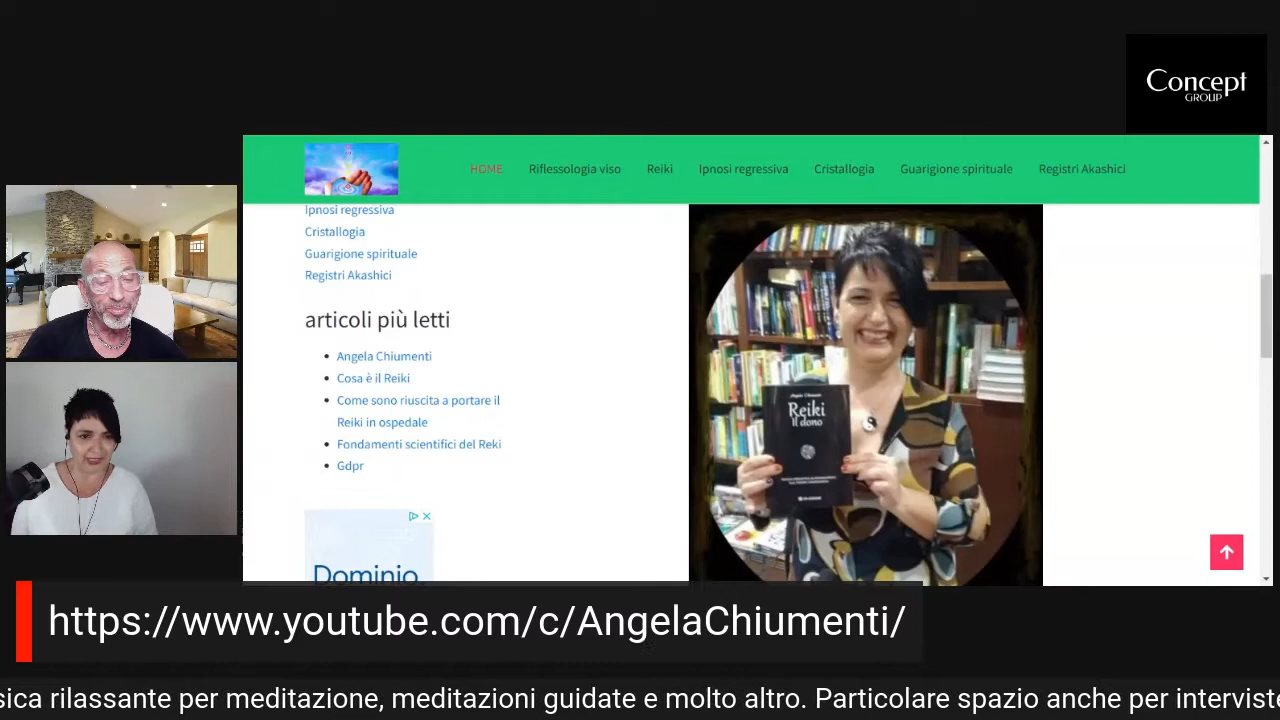 Concept
GROUP
HOME Riflessologia viso Reiki Ipnosi regressiva Cristallogia Guarigione spirituale Registri Akashici
Ipnosi regressiva
Cristallogia
Guarigione spirituale
Registri Akashici
articoli più letti
Angela Chiumenti
Cosa è il Reiki
Come sono riuscita a portare il
Reiki in ospedale
Fondamenti scientifici del Reki
Gdpr
Dominio
Angela Chiumenti
Reiki
Il dono
https://www.youtube.com/c/AngelaChiumenti/
sica rilassante per meditazione, meditazioni guidate e molto altro. Particolare spazio anche per interviste